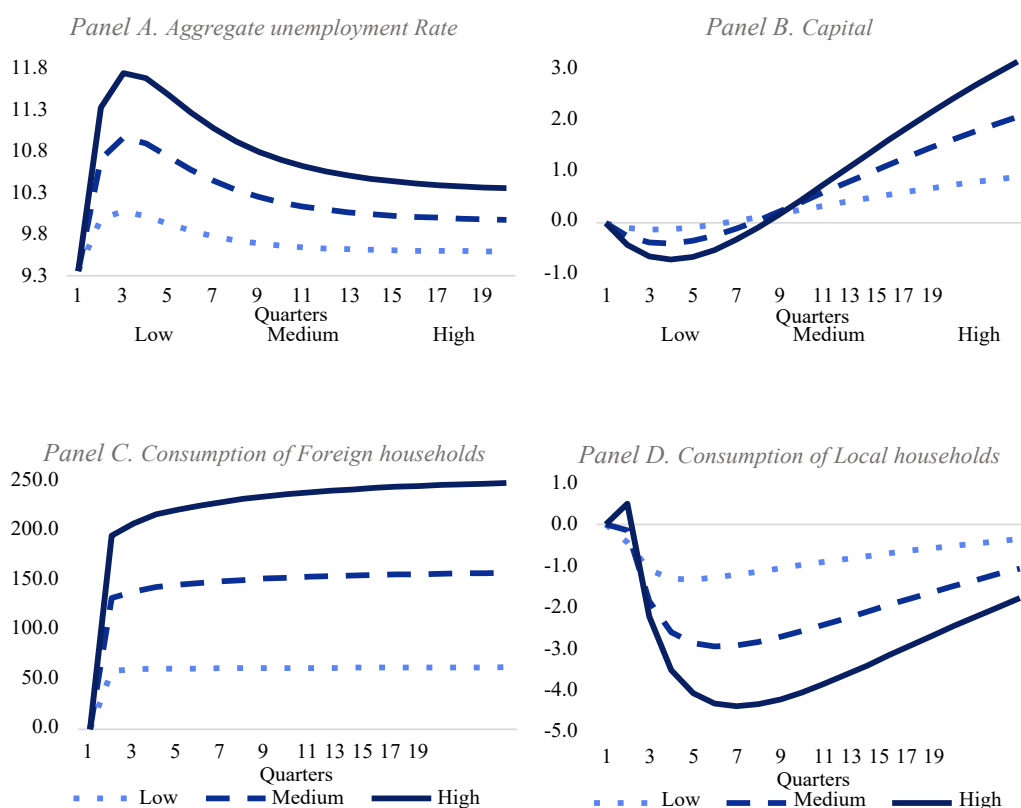 Panel A. Aggregate unemployment Rate
11.8
11.3
10.8
10.3
9.8
9.3
1 3 5 7 9 11 13 15 17 19
Quarters
Low Medium High
Panel B. Capital
3.0
2.0
1.0
0.0
-1.0
1 3 5 7 9 11 13 15 17 19
Quarters
Low Medium High
Panel C. Consumption of Foreign households
250.0
200.0
150.0
100.0
50.0
0.0
1 3 5 7 9 11 13 15 17 19
Quarters
Low Medium High
Panel D. Consumption of Local households
1.0
0.0
-1.0
-2.0
-3.0
-4.0
-5.0
1 3 5 7 9 11 13 15 17 19
Quarters
Low Medium High